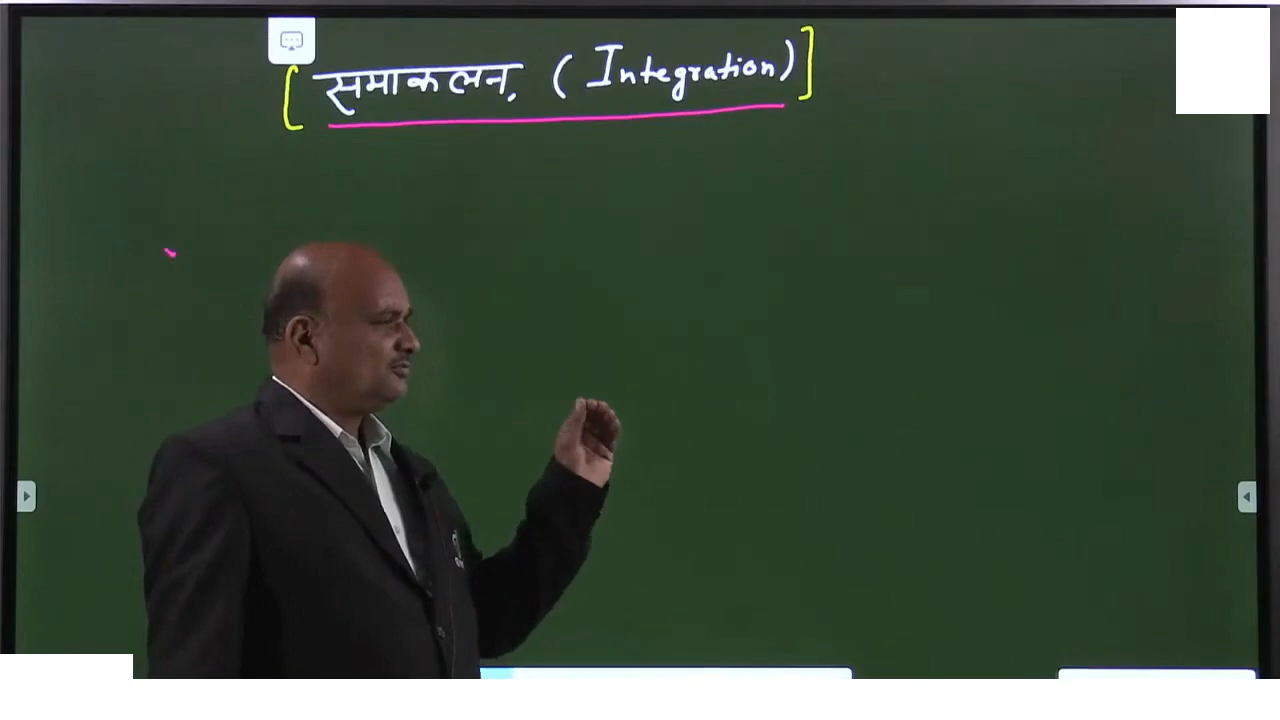 [ समाकलन, ( Integration) ]